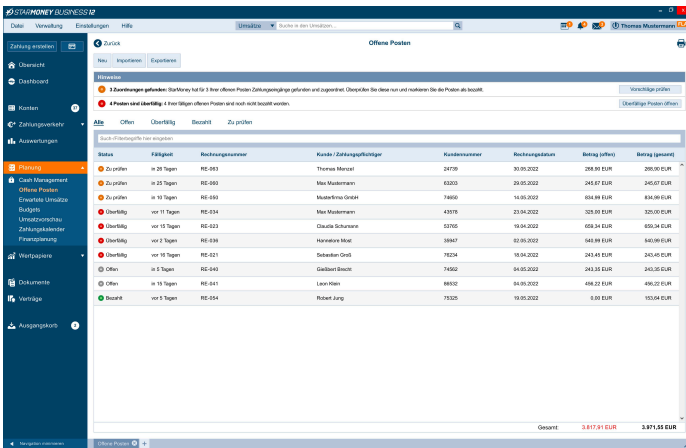 STARMONEY BUSINESS 12
Datei Verwaltung Einstellungen Hilfe
Umsätze Suche in den Umsätzen...
Thomas Mustermann
Zahlung erstellen
Zurück
Offene Posten
Neu Importieren Exportieren
Übersicht
Dashboard
Konten
Zahlungsverkehr
Auswertungen
Planung
Cash Management
Offene Posten
Erwartete Umsätze
Budgets
Umsatzvorschau
Zahlungskalender
Finanzplanung
Wertpapiere
Dokumente
Verträge
Ausgangskorb
Navigation minimieren
Hinweise
3 Zuordnungen gefunden: StarMoney hat für 3 Ihrer offenen Posten Zahlungseingänge gefunden und zugeordnet. Überprüfen Sie diese nun und markieren Sie die Posten als bezahlt. Vorschläge prüfen
4 Posten sind überfällig: 4 Ihrer fälligen offenen Posten sind noch nicht bezahlt worden. Überfällige Posten öffnen
Alle Offen Überfällig Bezahlt Zu prüfen
Such-/Filterbegriffe hier eingeben
Status Fälligkeit Rechnungsnummer Kunde / Zahlungspflichtiger Kundennummer Rechnungsdatum Betrag (offen) Betrag (gesamt)
Zu prüfen in 26 Tagen RE-063 Thomas Menzel 24739 30.05.2022 268,90 EUR 268,90 EUR
Zu prüfen in 25 Tagen RE-060 Max Mustermann 63203 29.05.2022 245,67 EUR 245,67 EUR
Zu prüfen in 10 Tagen RE-050 Musterfirma GmbH 74650 14.05.2022 834,99 EUR 834,99 EUR
Überfällig vor 11 Tagen RE-034 Max Mustermann 43578 23.04.2022 325,00 EUR 325,00 EUR
Überfällig vor 15 Tagen RE-023 Claudia Schumann 53765 19.04.2022 659,34 EUR 659,34 EUR
Überfällig vor 2 Tagen RE-036 Hannelore Most 35947 02.05.2022 540,99 EUR 540,99 EUR
Überfällig vor 16 Tagen RE-021 Sebastian Groß 76234 18.04.2022 243,45 EUR 243,45 EUR
Offen in 5 Tagen RE-040 Gießbert Brecht 74562 04.05.2022 243,35 EUR 243,35 EUR
Offen in 15 Tagen RE-041 Leon Klein 86532 04.05.2022 456,22 EUR 456,22 EUR
Bezahlt vor 5 Tagen RE-054 Robert Jung 75325 19.05.2022 0,00 EUR 153,64 EUR
Gesamt: 3.817,91 EUR 3.971,55 EUR
Offene Posten